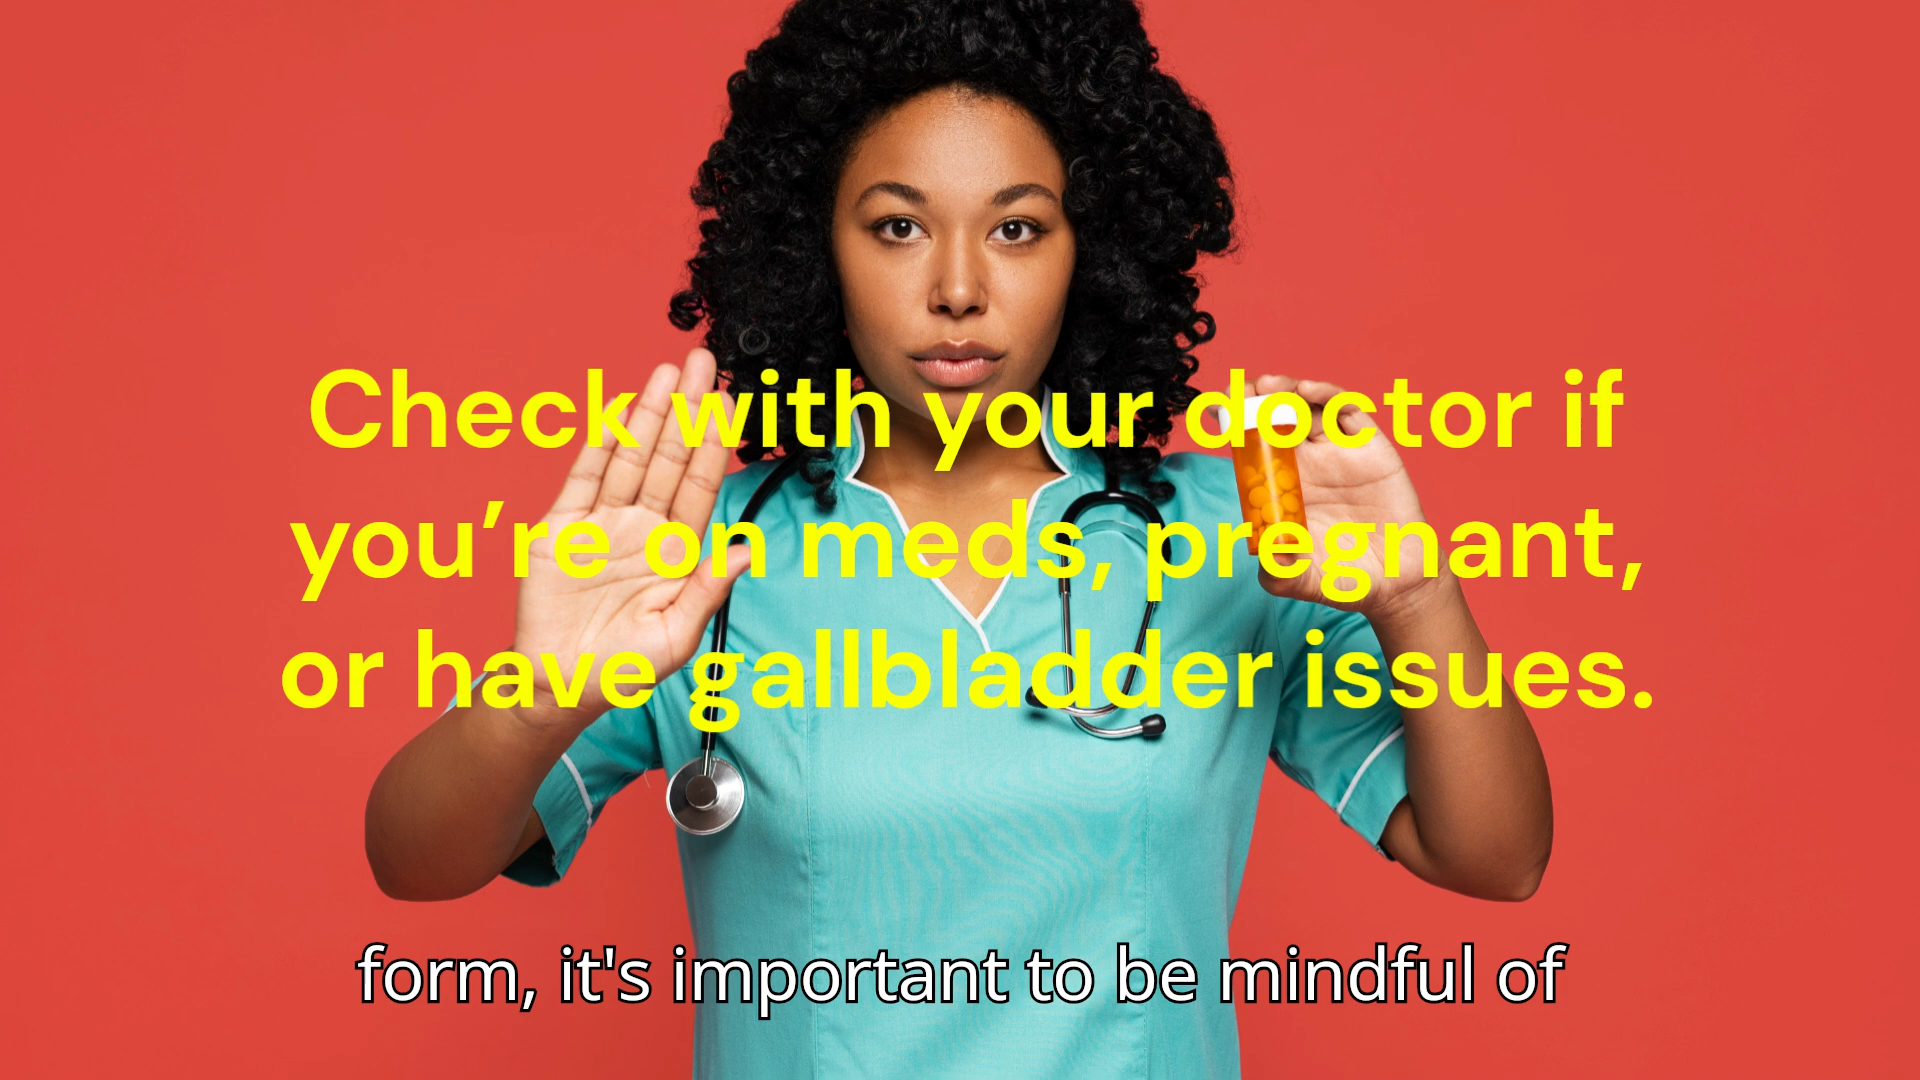 Check with your doctor if
you’re on meds, pregnant,
or have gallbladder issues.
form, it's important to be mindful of